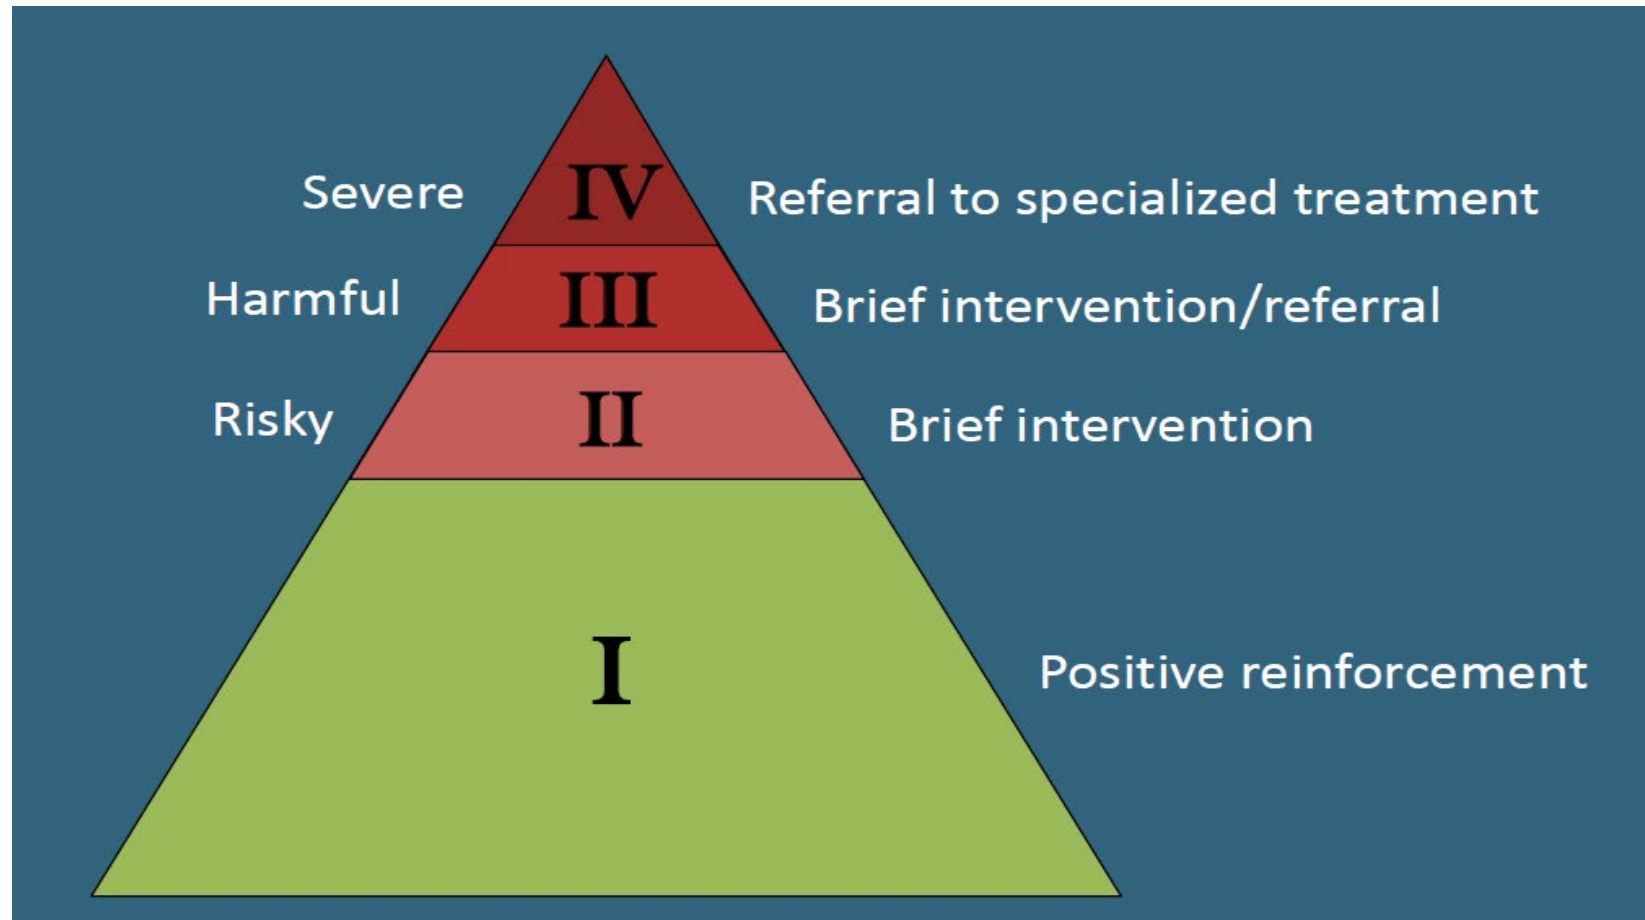 Severe
IV
Referral to specialized treatment
Harmful
III
Brief intervention/referral
Risky
II
Brief intervention
I
Positive reinforcement